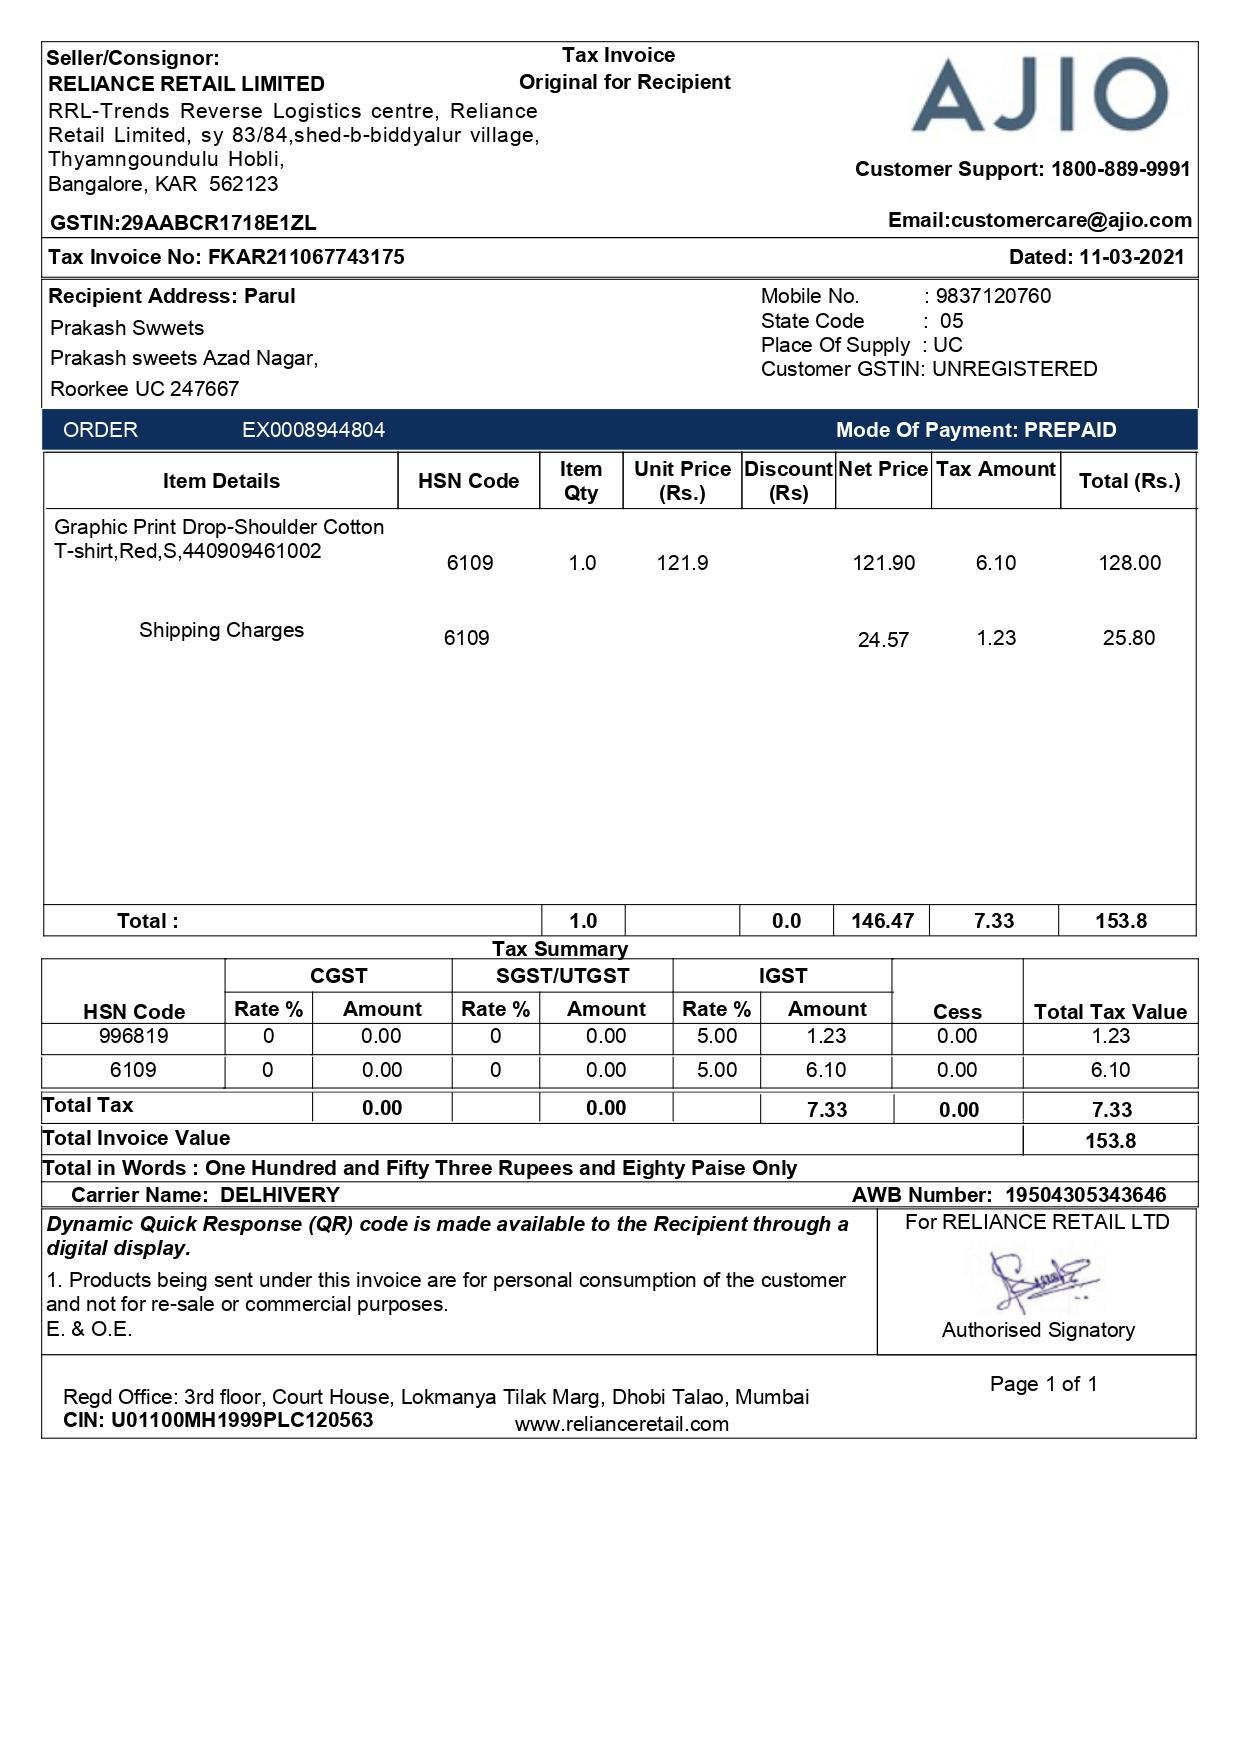 Seller/Consignor:
Tax Invoice
AJIO
RELIANCE RETAIL LIMITED
Original for Recipient
RRL-Trends Reverse Logistics centre, Reliance
Retail Limited, sy 83/84,shed-b-biddyalur village,
Thyamngoundulu Hobli,
Bangalore, KAR 562123
Customer Support: 1800-889-9991
GSTIN:29AABCR1718E1ZL
Email:customercare@ajio.com
Tax Invoice No: FKAR211067743175 Dated: 11-03-2021
Recipient Address: Parul
Prakash Swwets
Prakash sweets Azad Nagar,
Roorkee UC 247667
Mobile No. : 9837120760
State Code : 05
Place Of Supply : UC
Customer GSTIN: UNREGISTERED
ORDER EX0008944804 Mode Of Payment: PREPAID
Item Details HSN Code Item Qty Unit Price (Rs.) Discount (Rs) Net Price Tax Amount Total (Rs.)
Graphic Print Drop-Shoulder Cotton
T-shirt,Red,S,440909461002
6109 1.0 121.9 121.90 6.10 128.00
Shipping Charges 6109 24.57 1.23 25.80
Total : 1.0 0.0 146.47 7.33 153.8
Tax Summary
CGST SGST/UTGST IGST
HSN Code Rate % Amount Rate % Amount Rate % Amount Cess Total Tax Value
996819 0 0.00 0 0.00 5.00 1.23 0.00 1.23
6109 0 0.00 0 0.00 5.00 6.10 0.00 6.10
Total Tax 0.00 0.00 7.33 0.00 7.33
Total Invoice Value 153.8
Total in Words : One Hundred and Fifty Three Rupees and Eighty Paise Only
Carrier Name: DELHIVERY AWB Number: 19504305343646
Dynamic Quick Response (QR) code is made available to the Recipient through a
digital display.
1. Products being sent under this invoice are for personal consumption of the customer
and not for re-sale or commercial purposes.
E. & O.E.
For RELIANCE RETAIL LTD
Authorised Signatory
Page 1 of 1
Regd Office: 3rd floor, Court House, Lokmanya Tilak Marg, Dhobi Talao, Mumbai
CIN: U01100MH1999PLC120563 www.relianceretail.com